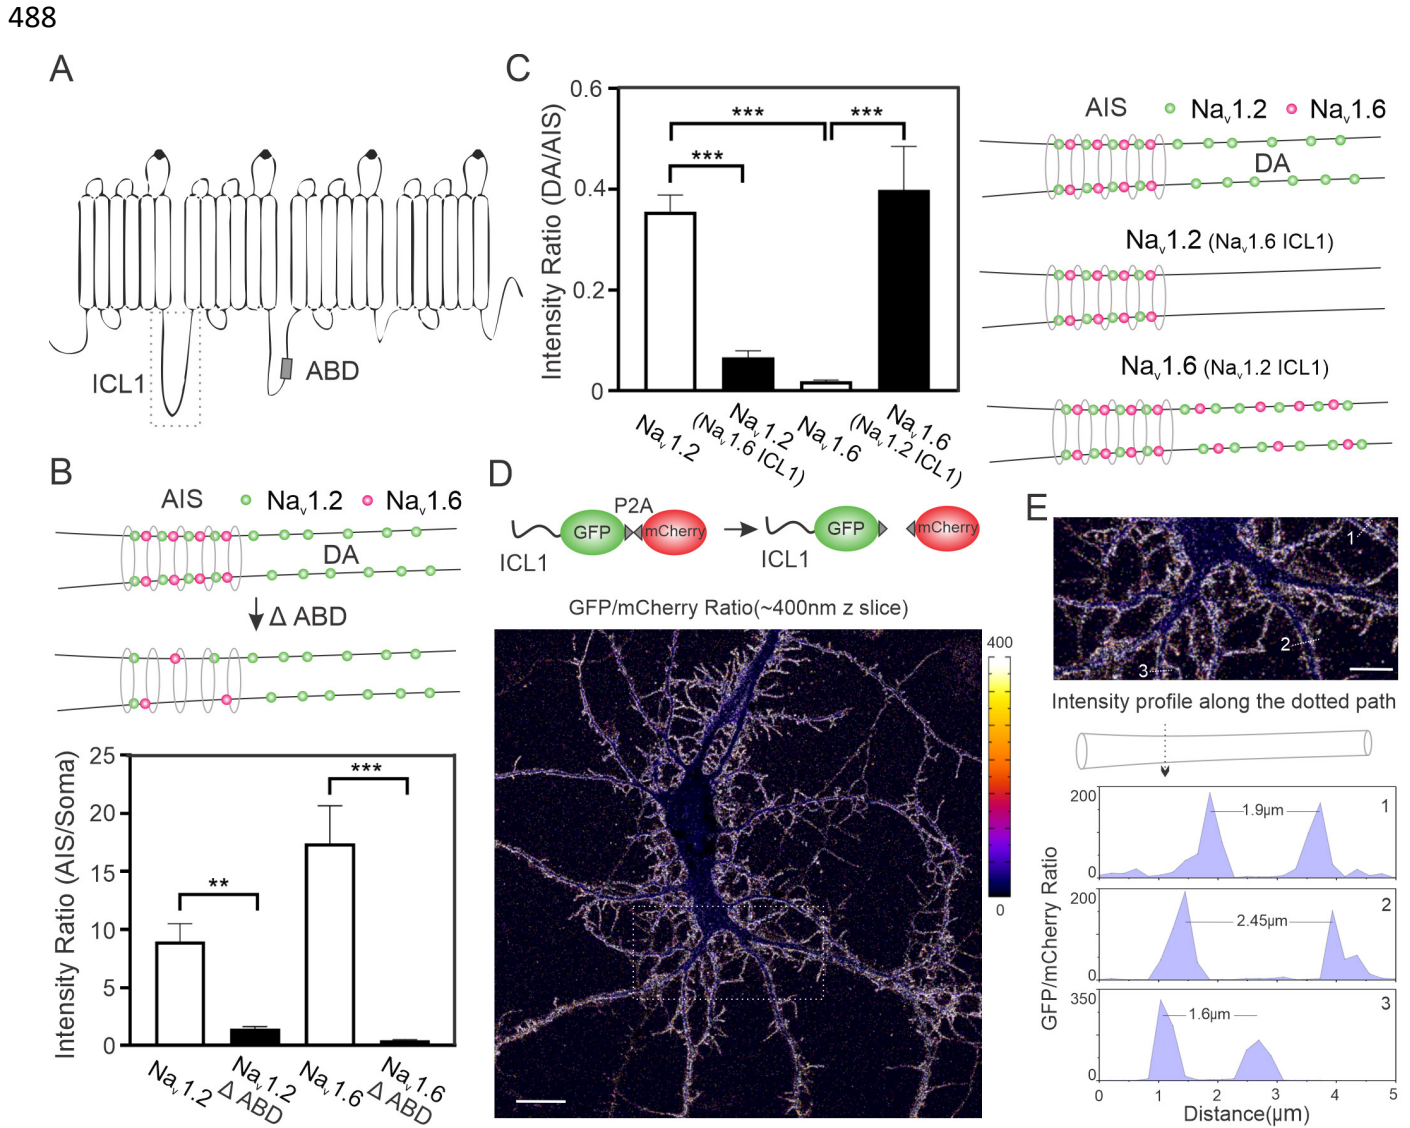 488
A
ICL1
ABD
B
AIS
Nav1.2
Nav1.6
DA
Δ ABD
Intensity Ratio (AIS/Soma)
25
20
15
10
5
0
**
***
Nav1.2
Nav1.2
Δ ABD
Nav1.6
Nav1.6
Δ ABD
C
Intensity Ratio (DA/AIS)
0.6
0.4
0.2
0
***
***
***
Nav1.2
Nav1.2
(Nav1.6 ICL1)
Nav1.6
Nav1.6
(Nav1.2 ICL1)
AIS
Nav1.2
Nav1.6
DA
Nav1.2 (Nav1.6 ICL1)
Nav1.6 (Nav1.2 ICL1)
D
P2A
GFP
mCherry
ICL1
GFP
mCherry
ICL1
GFP/mCherry Ratio(~400nm z slice)
400
0
E
1
2
3
Intensity profile along the dotted path
GFP/mCherry Ratio
200
0
1.9µm
1
200
0
2.45µm
2
350
0
1.6µm
3
0 1 2 3 4 5
Distance(µm)